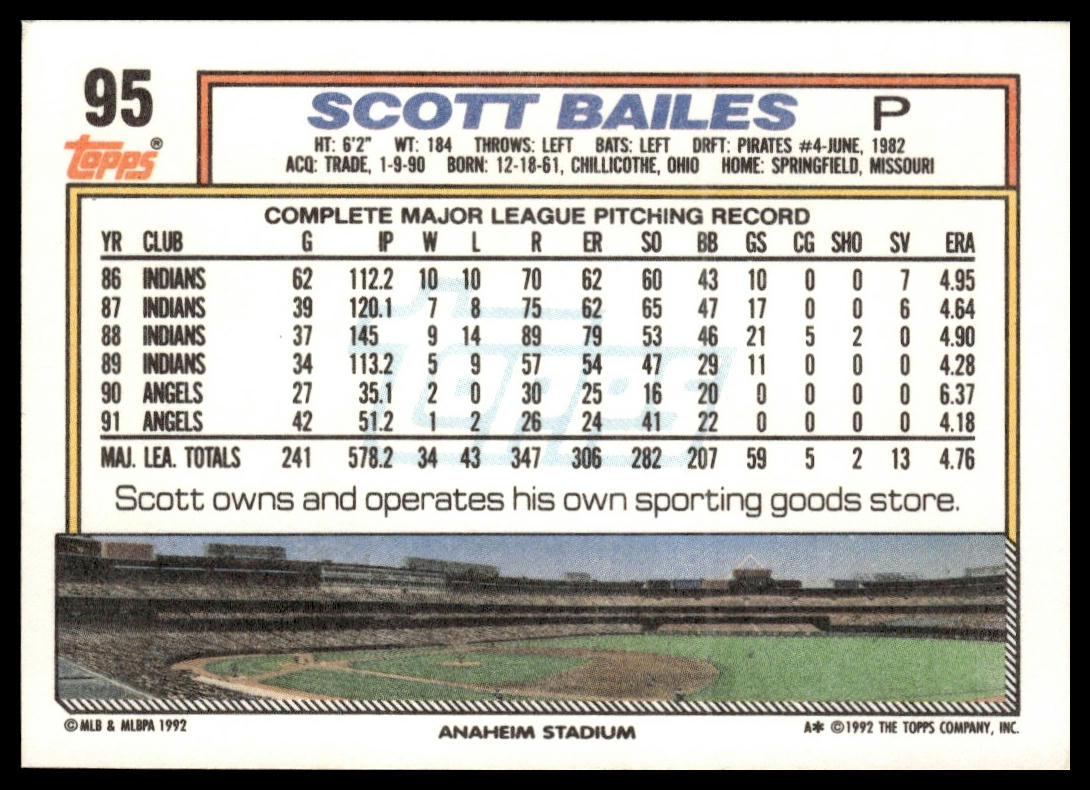 95
SCOTT BAILES P
Topps®
HT: 6'2" WT: 184 THROWS: LEFT BATS: LEFT DRFT: PIRATES #4-JUNE, 1982
ACQ: TRADE, 1-9-90 BORN: 12-18-61, CHILLICOTHE, OHIO HOME: SPRINGFIELD, MISSOURI
COMPLETE MAJOR LEAGUE PITCHING RECORD
YR CLUB G IP W L R ER SO BB GS CG SHO SV ERA
86 INDIANS 62 112.2 10 10 70 62 60 43 10 0 0 7 4.95
87 INDIANS 39 120.1 7 8 75 62 65 47 17 0 0 6 4.64
88 INDIANS 37 145 9 14 89 79 53 46 21 5 2 0 4.90
89 INDIANS 34 113.2 5 9 57 54 47 29 11 0 0 0 4.28
90 ANGELS 27 35.1 2 0 30 25 16 20 0 0 0 0 6.37
91 ANGELS 42 51.2 1 2 26 24 41 22 0 0 0 0 4.18
MAJ. LEA. TOTALS 241 578.2 34 43 347 306 282 207 59 5 2 13 4.76
Topps
Scott owns and operates his own sporting goods store.
© MLB & MLBPA 1992
ANAHEIM STADIUM
A* © 1992 THE TOPPS COMPANY, INC.